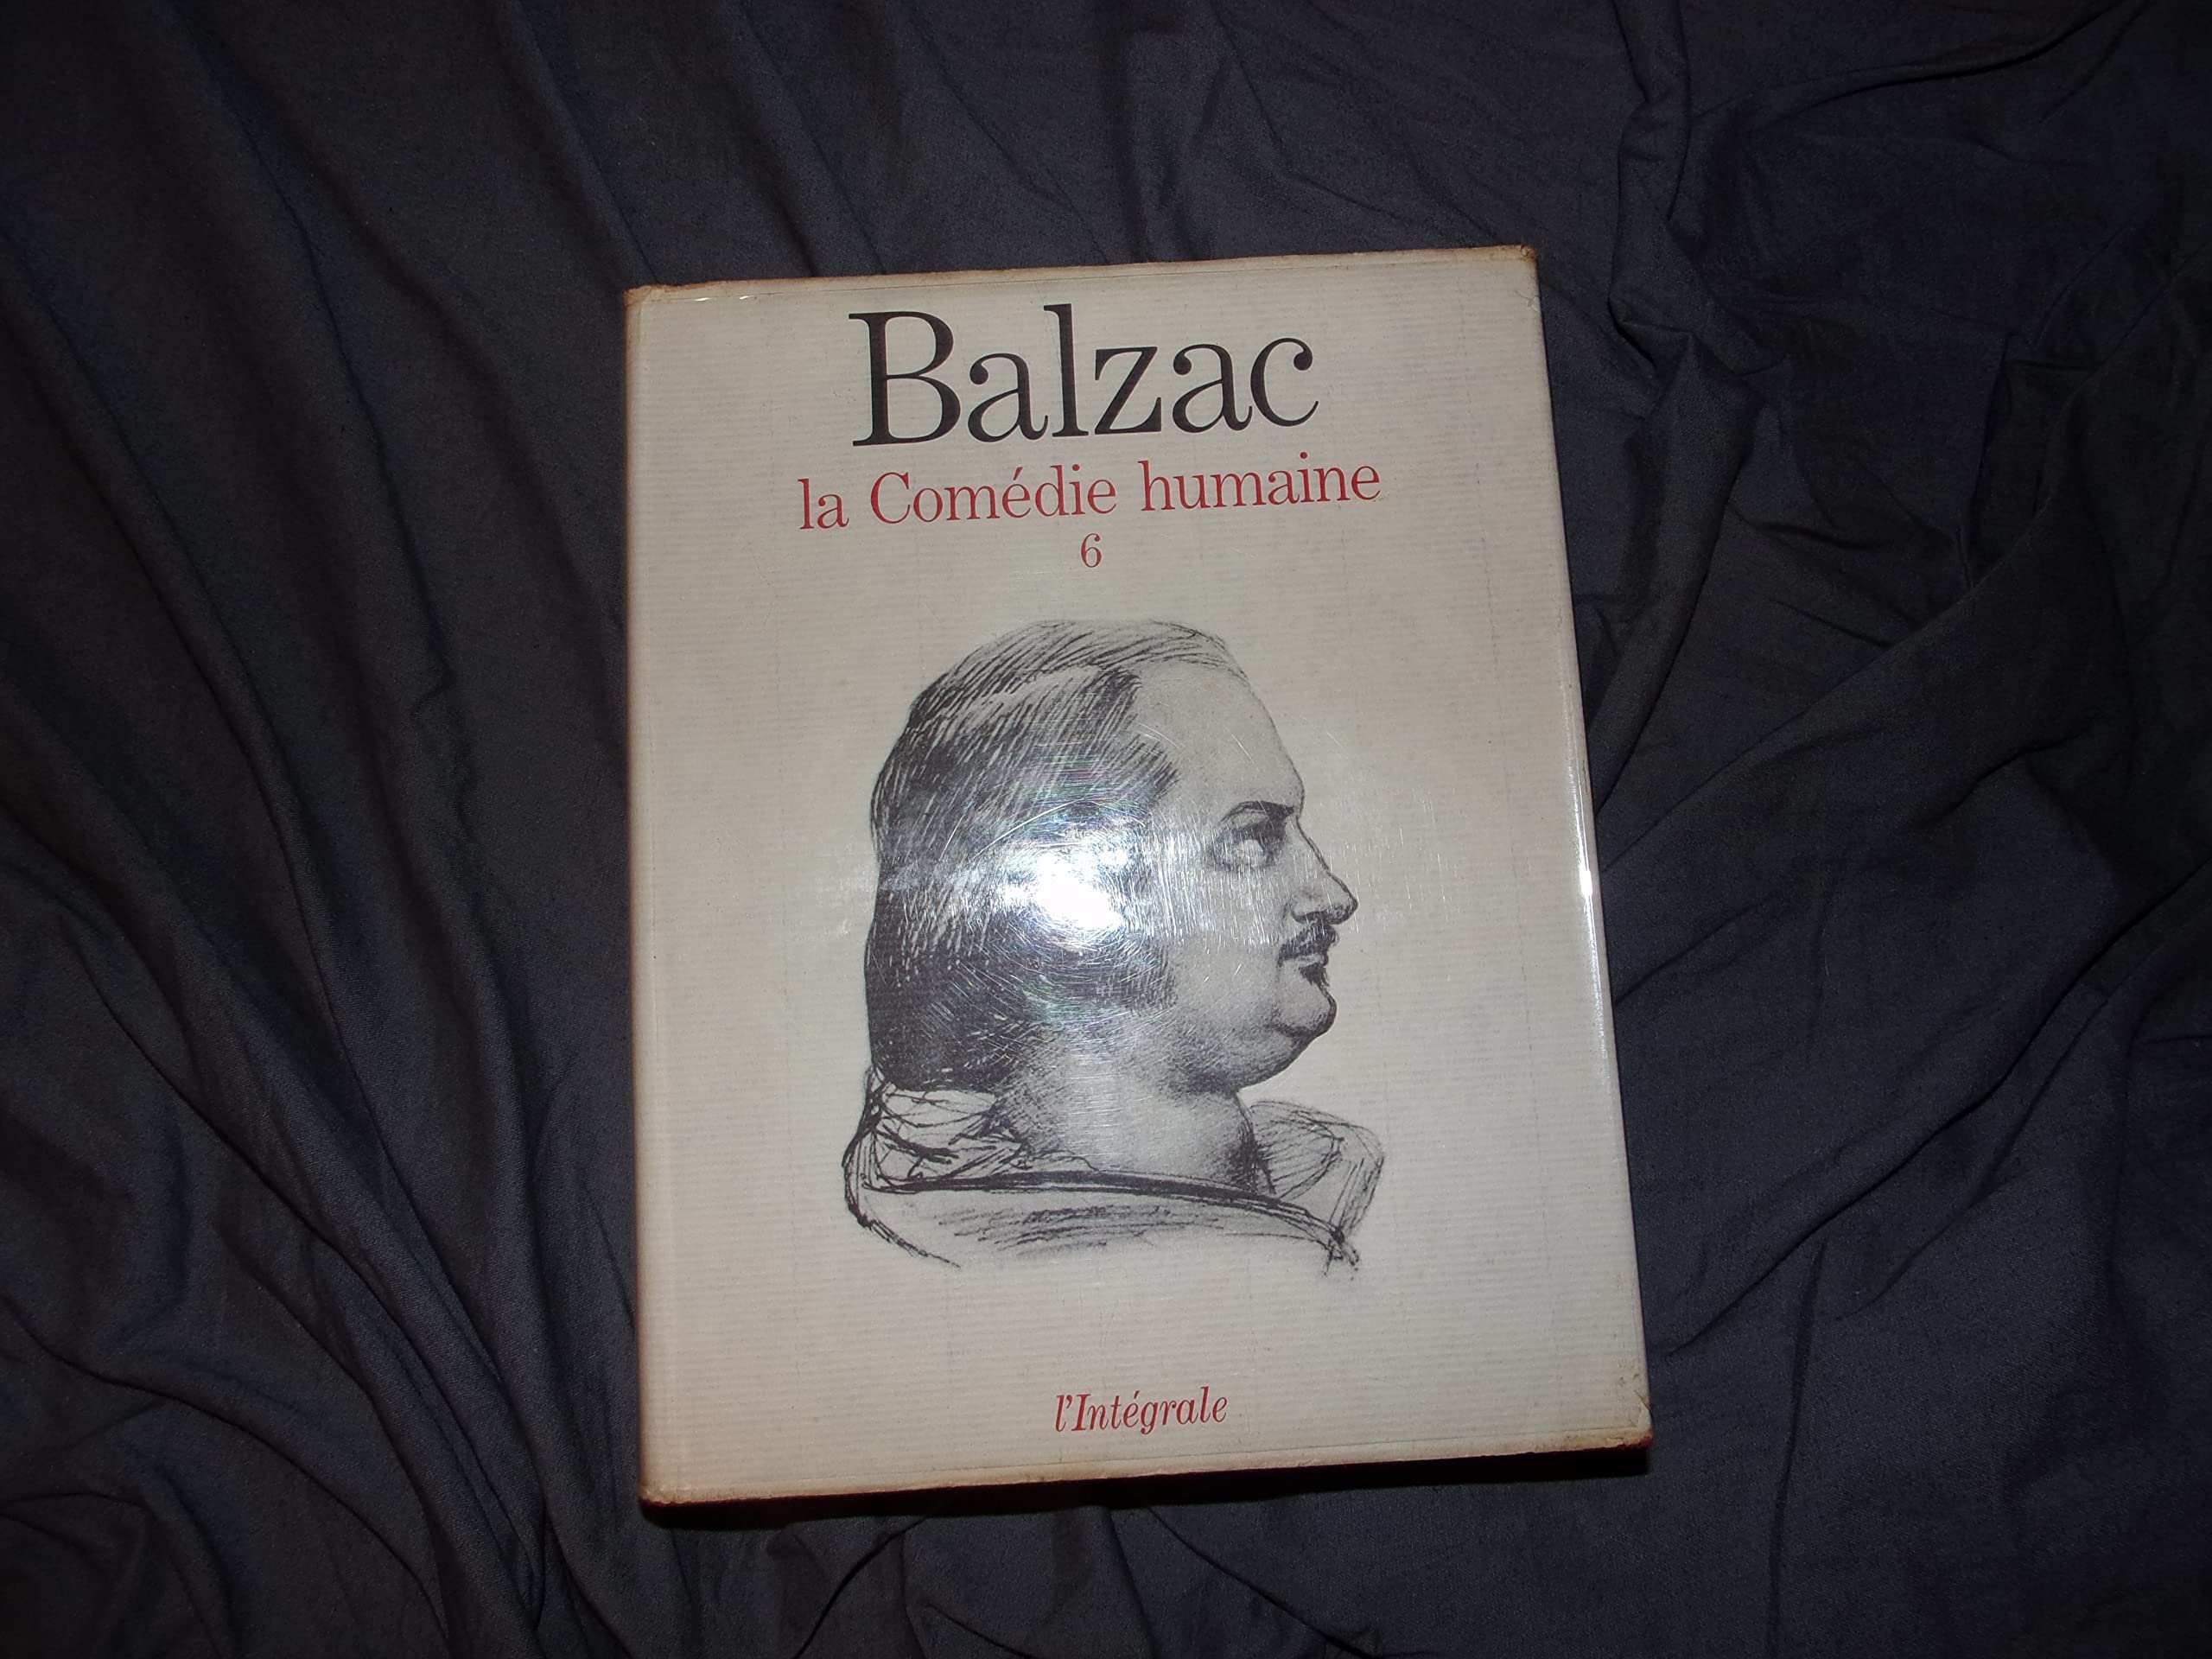 Balzac
la Comédie humaine
6
l'Intégrale